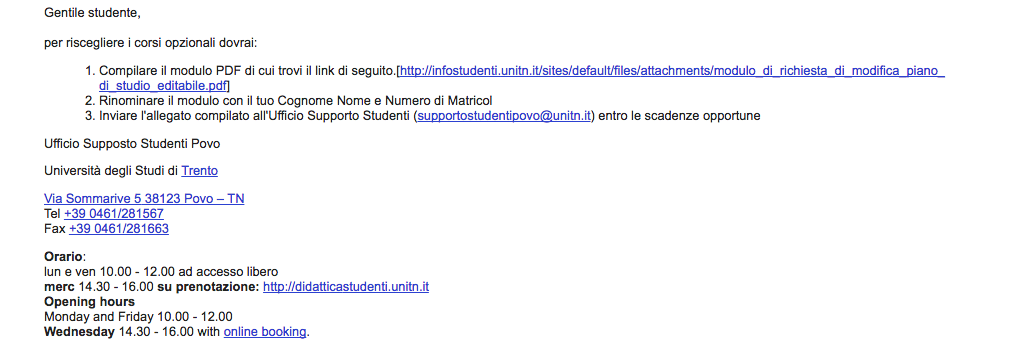 Gentile studente,
per riscegliere i corsi opzionali dovrai:
1. Compilare il modulo PDF di cui trovi il link di seguito.[http://infostudenti.unitn.it/sites/default/files/attachments/modulo_di_richiesta_di_modifica_piano_
di_studio_editabile.pdf]
2. Rinominare il modulo con il tuo Cognome Nome e Numero di Matricol
3. Inviare l'allegato compilato all'Ufficio Supporto Studenti (supportostudentipovo@unitn.it) entro le scadenze opportune
Ufficio Supposto Studenti Povo
Università degli Studi di Trento
Via Sommarive 5 38123 Povo – TN
Tel +39 0461/281567
Fax +39 0461/281663
Orario:
lun e ven 10.00 - 12.00 ad accesso libero
merc 14.30 - 16.00 su prenotazione: http://didatticastudenti.unitn.it
Opening hours
Monday and Friday 10.00 - 12.00
Wednesday 14.30 - 16.00 with online booking.